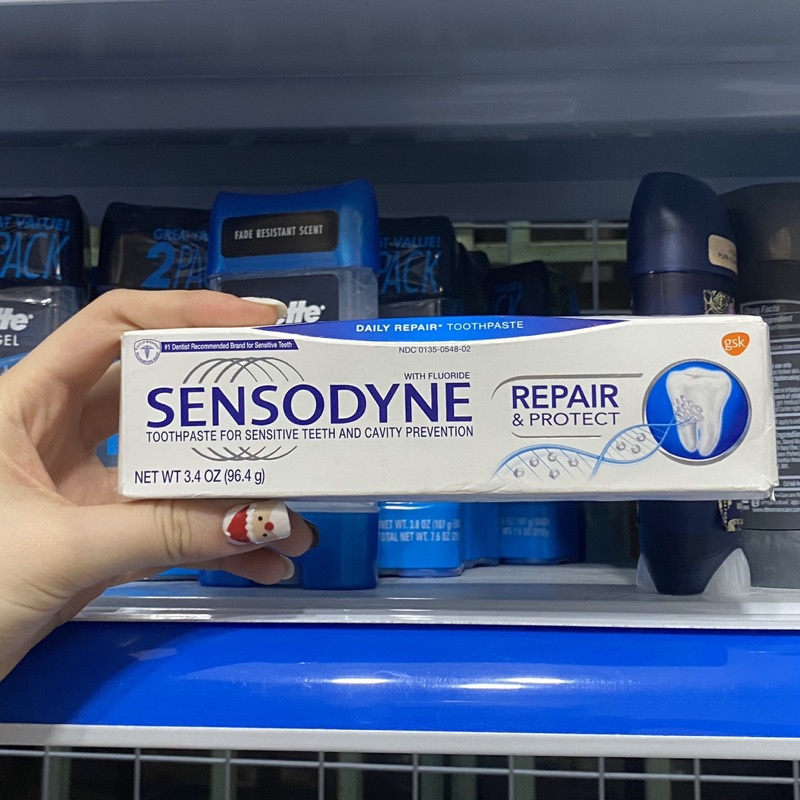 PACK
GEL
2
FADE RESISTANT SCENT
VALUE!
PACK
DAILY REPAIR* TOOTHPASTE
#1 Dentist Recommended Brand for Sensitive Teeth
NDC 0135-0548-02
gsk
WITH FLUORIDE
SENSODYNE
TOOTHPASTE FOR SENSITIVE TEETH AND CAVITY PREVENTION
REPAIR
& PROTECT
NET WT 3.4 OZ (96.4 g)
NET WT. 3.8 OZ (107 g)
TOTAL NET WT. 7.6 OZ